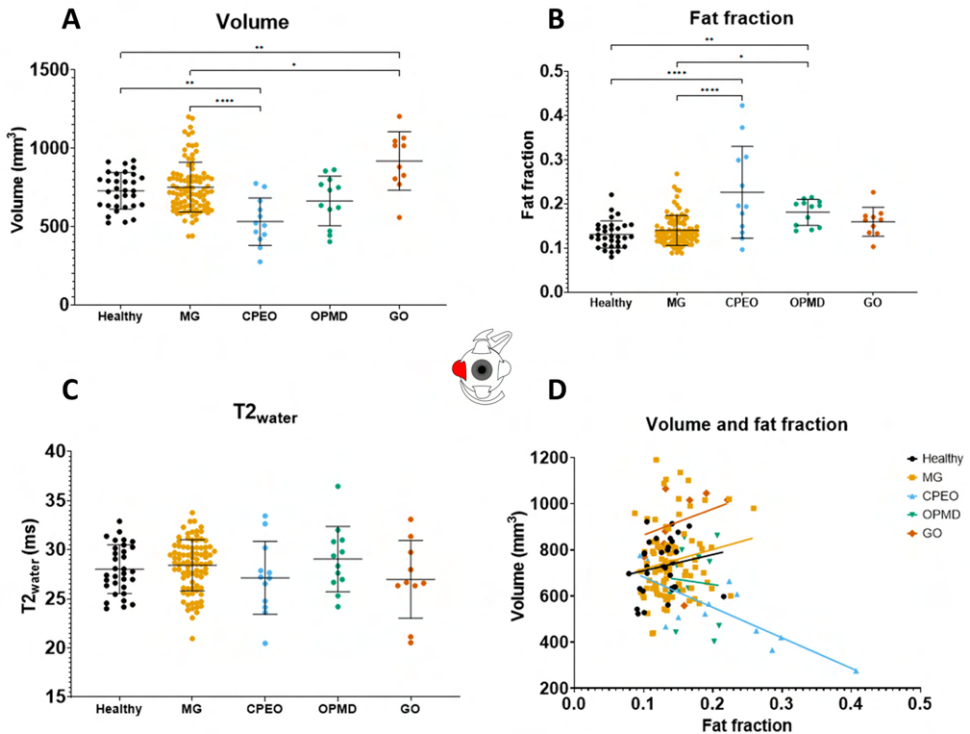 A
Volume
**
*
**
****
1500
1000
500
0
Volume (mm³)
Healthy MG CPEO OPMD GO
B
Fat fraction
**
*
****
****
0.5
0.4
0.3
0.2
0.1
0.0
Fat fraction
Healthy MG CPEO OPMD GO
C
T2water
40
35
30
25
20
15
T2water (ms)
Healthy MG CPEO OPMD GO
D
Volume and fat fraction
1200
1000
800
600
400
200
Volume (mm³)
0.0 0.1 0.2 0.3 0.4 0.5
Fat fraction
Healthy
MG
CPEO
OPMD
GO